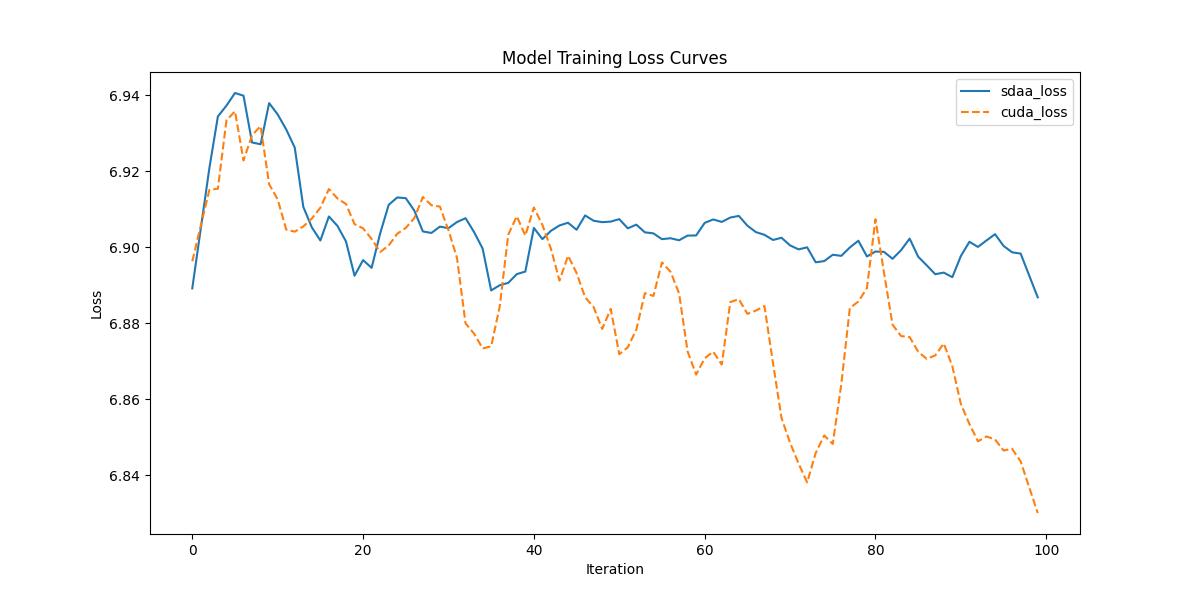 Model Training Loss Curves
sdaa_loss
cuda_loss
6.94
6.92
6.90
6.88
6.86
6.84
Loss
0 20 40 60 80 100
Iteration